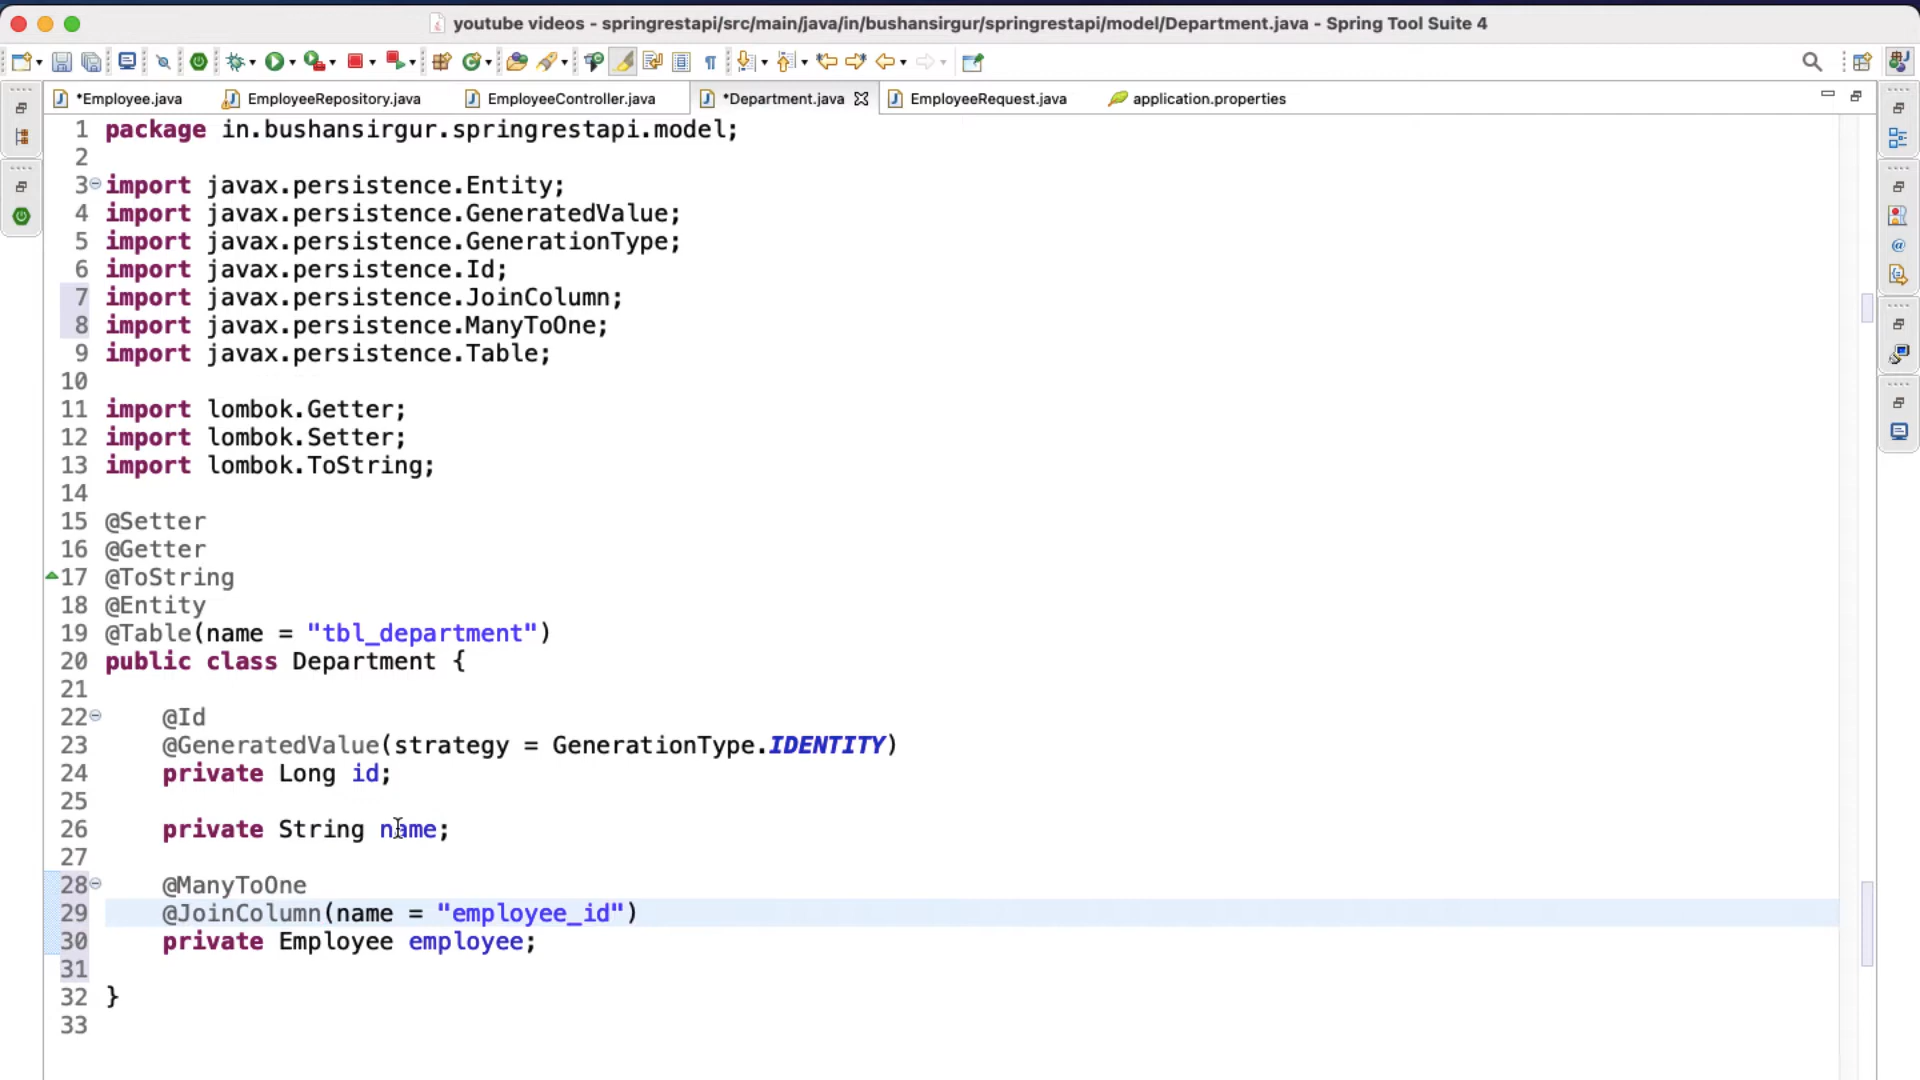 youtube videos - springrestapi/src/main/java/in/bushansirgur/springrestapi/model/Department.java - Spring Tool Suite 4
*Employee.java EmployeeRepository.java EmployeeController.java *Department.java EmployeeRequest.java application.properties
1 package in.bushansirgur.springrestapi.model;
2
3 import javax.persistence.Entity;
4 import javax.persistence.GeneratedValue;
5 import javax.persistence.GenerationType;
6 import javax.persistence.Id;
7 import javax.persistence.JoinColumn;
8 import javax.persistence.ManyToOne;
9 import javax.persistence.Table;
10
11 import lombok.Getter;
12 import lombok.Setter;
13 import lombok.ToString;
14
15 @Setter
16 @Getter
17 @ToString
18 @Entity
19 @Table(name = "tbl_department")
20 public class Department {
21
22 @Id
23 @GeneratedValue(strategy = GenerationType.IDENTITY)
24 private Long id;
25
26 private String name;
27
28 @ManyToOne
29 @JoinColumn(name = "employee_id")
30 private Employee employee;
31
32 }
33